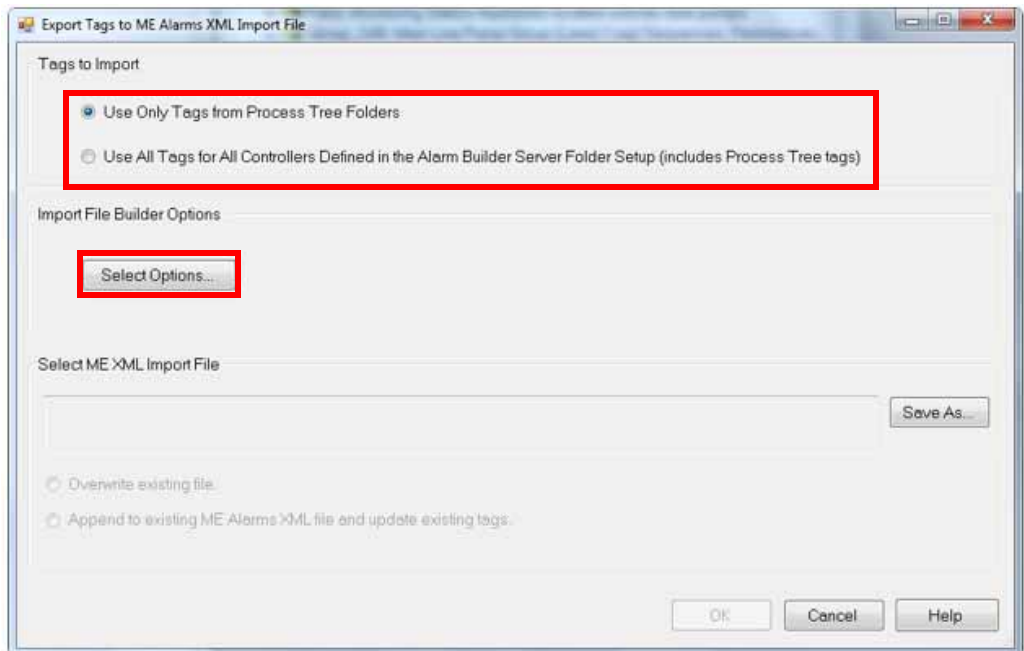 Export Tags to ME Alarms XML Import File
Tags to Import
Use Only Tags from Process Tree Folders
Use All Tags for All Controllers Defined in the Alarm Builder Server Folder Setup (includes Process Tree tags)
Import File Builder Options
Select Options...
Select ME XML Import File
Save As...
Overwrite existing file.
Append to existing ME Alarms XML file and update existing tags.
OK
Cancel
Help